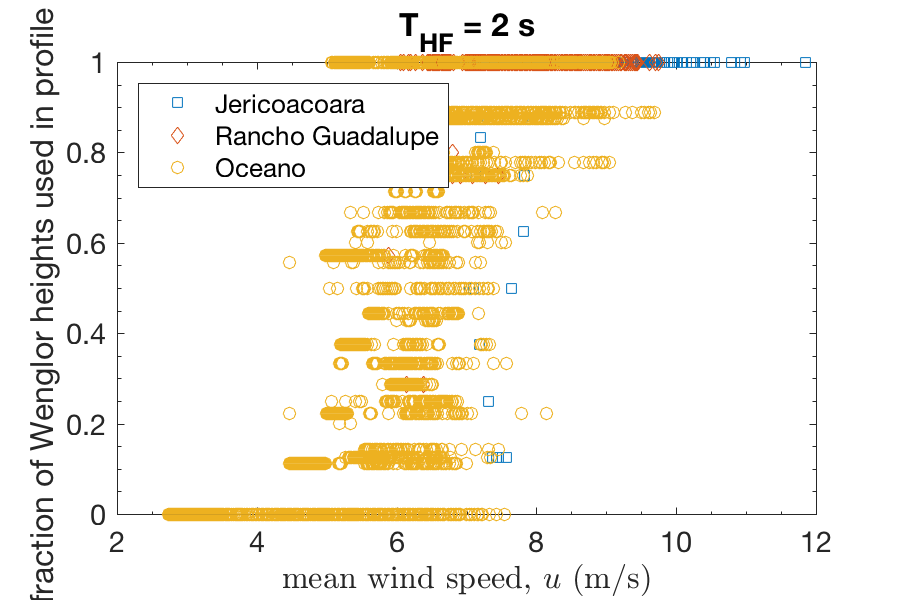 T_HF = 2 s
fraction of Wenglor heights used in profile
1
0.8
0.6
0.4
0.2
0
Jericoacoara
Rancho Guadalupe
Oceano
2 4 6 8 10 12
mean wind speed, u (m/s)